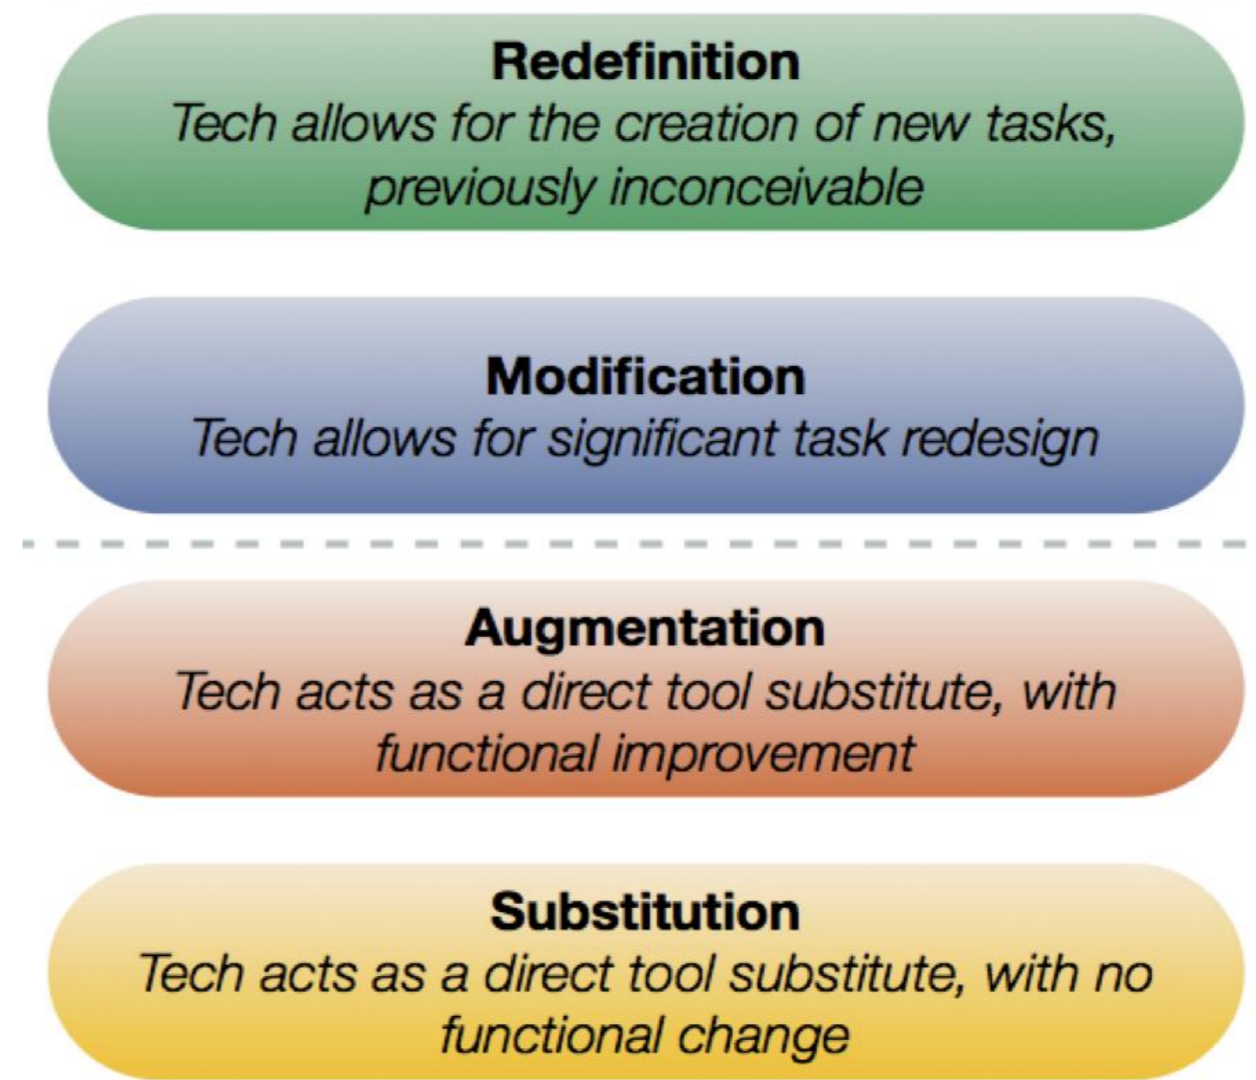 Redefinition
Tech allows for the creation of new tasks,
previously inconceivable
Modification
Tech allows for significant task redesign
Augmentation
Tech acts as a direct tool substitute, with
functional improvement
Substitution
Tech acts as a direct tool substitute, with no
functional change